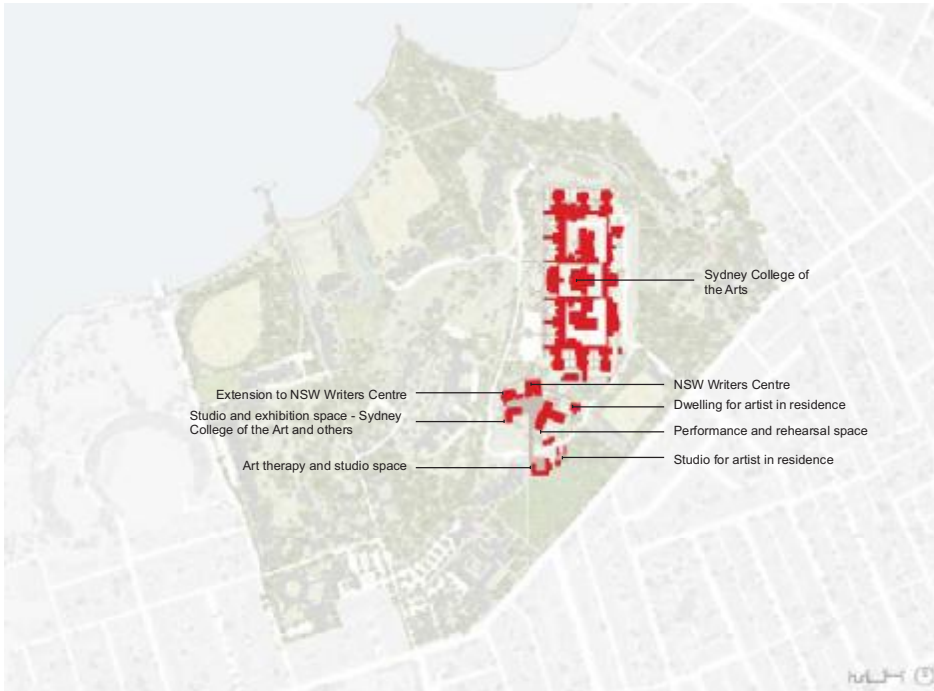 Sydney College of
the Arts
Extension to NSW Writers Centre
Studio and exhibition space - Sydney
College of the Art and others
Art therapy and studio space
NSW Writers Centre
Dwelling for artist in residence
Performance and rehearsal space
Studio for artist in residence